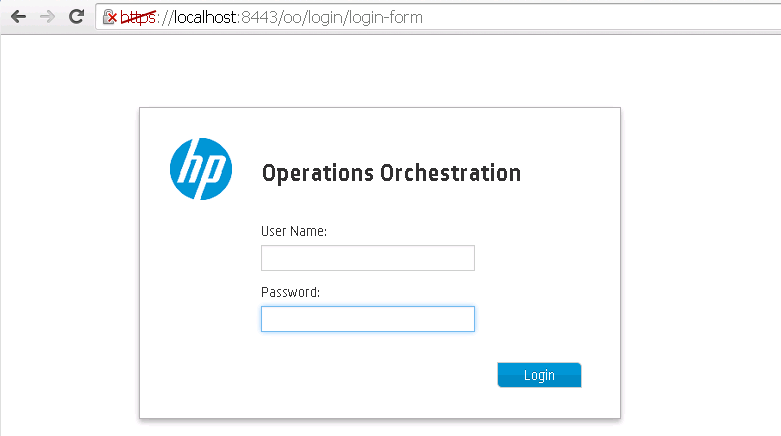 https://localhost:8443/oo/login/login-form
hp
Operations Orchestration
User Name:
Password:
Login